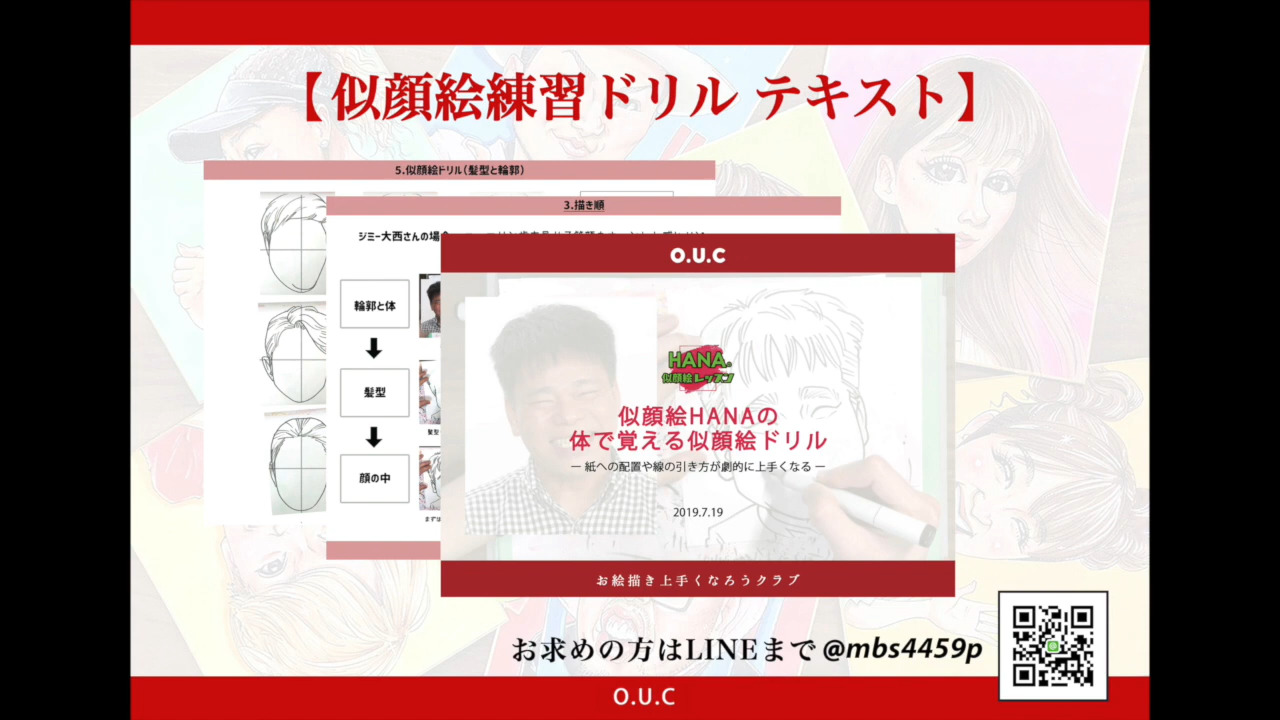 【似顔絵練習ドリル テキスト】
5.似顔絵ドリル(髪型と輪郭)
3.描き順
ジミー大西さんの場合
輪郭と体
髪型
顔の中
O.U.C
HANAの
似顔絵レッスン
似顔絵HANAの
体で覚える似顔絵ドリル
― 紙への配置や線の引き方が劇的に上手くなる ―
2019.7.19
お絵描き上手くなろうクラブ
お求めの方はLINEまで @mbs4459p
O.U.C